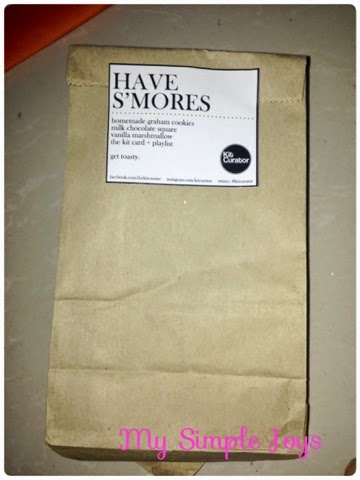 HAVE
S'MORES
homemade graham cookies
milk chocolate square
vanilla marshmallow
the kit card + playlist
get toasty.
Kit
Curator
My Simple Joys